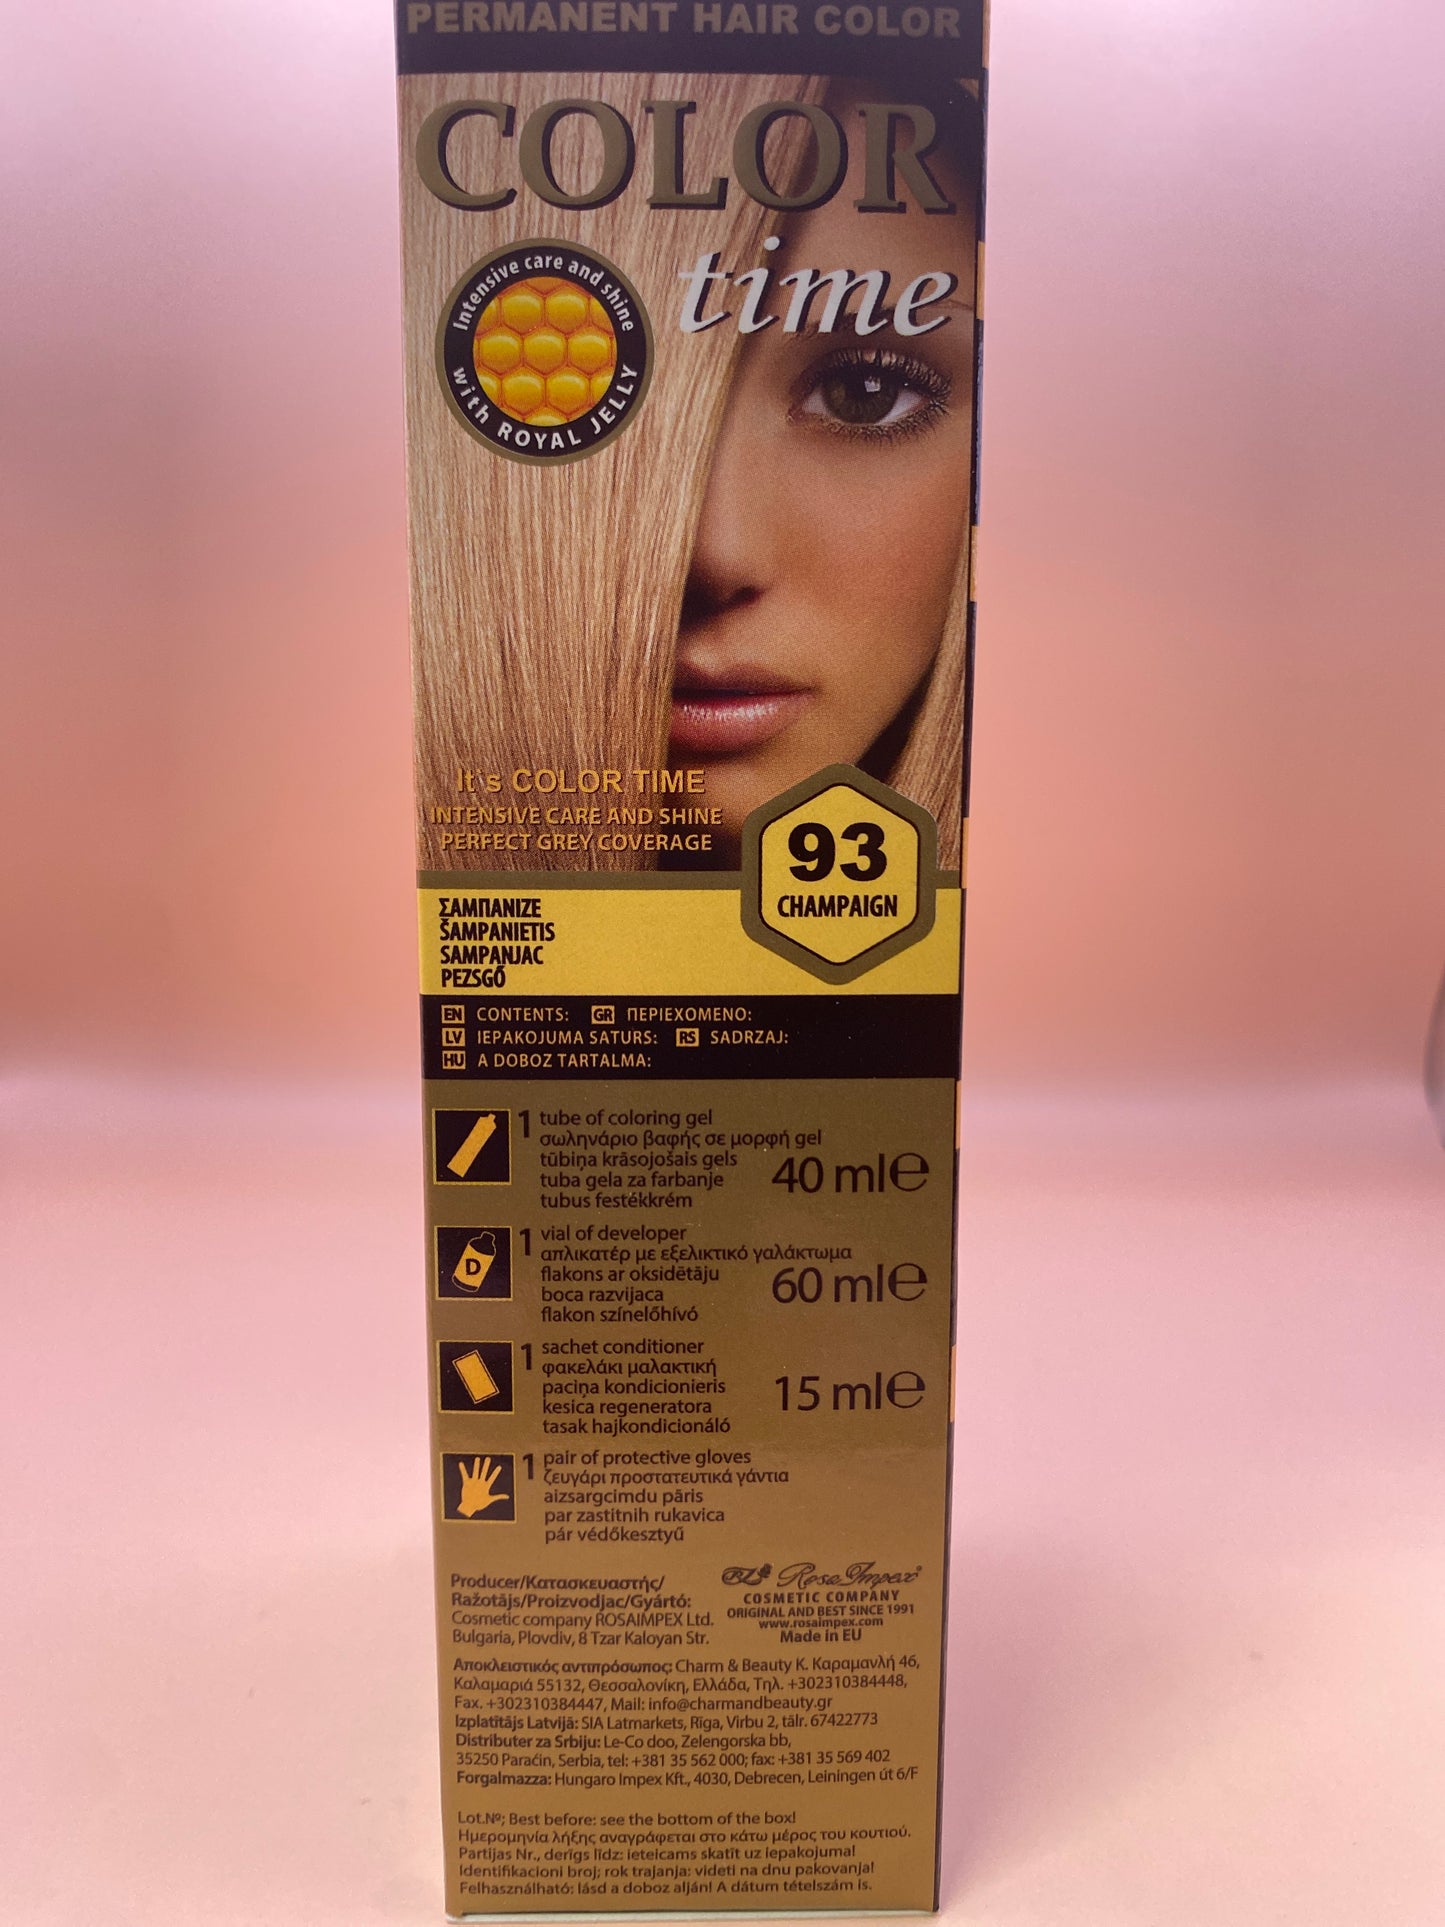 PERMANENT HAIR COLOR
COLOR
time
Intensive care and shine
with ROYAL JELLY
It`s COLOR TIME
INTENSIVE CARE AND SHINE
PERFECT GREY COVERAGE
93
CHAMPAIGN
ΣΑΜΠΑΝΙΖΕ
ŠAMPANIETIS
SAMPANJAC
PEZSGŐ
EN CONTENTS: GR ΠΕΡΙΕΧΟΜΕΝΟ:
LV IEPAKOJUMA SATURS: RS SADRZAJ:
HU A DOBOZ TARTALMA:
1 tube of coloring gel
σωληνάριο βαφής σε μορφή gel
tūbiņa krāsojošais gels
tuba gela za farbanje
tubus festékkrém
40 ml℮
1 vial of developer
απλικατέρ με εξελικτικό γαλάκτωμα
flakons ar oksidētāju
boca razvijaca
flakon színelőhívó
60 ml℮
D
1 sachet conditioner
φακελάκι μαλακτική
paciņa kondicionieris
kesica regeneratora
tasak hajkondicionáló
15 ml℮
1 pair of protective gloves
ζευγάρι προστατευτικά γάντια
aizsargcimdu pāris
par zastitnih rukavica
pár védőkesztyű
Producer/Κατασκευαστής/
Ražotājs/Proizvodjac/Gyártó:
Cosmetic company ROSAIMPEX Ltd.
Bulgaria, Plovdiv, 8 Tzar Kaloyan Str.
Rosa Impex®
COSMETIC COMPANY
ORIGINAL AND BEST SINCE 1991
www.rosaimpex.com
Made in EU
Αποκλειστικός αντιπρόσωπος: Charm & Beauty Κ. Καραμανλή 46,
Καλαμαριά 55132, Θεσσαλονίκη, Ελλάδα, Τηλ. +302310384448,
Fax. +302310384447, Mail: info@charmandbeauty.gr
Izplatītājs Latvijā: SIA Latmarkets, Rīga, Virbu 2, tālr. 67422773
Distributer za Srbiju: Le-Co doo, Zelengorska bb,
35250 Paraćin, Serbia, tel: +381 35 562 000; fax: +381 35 569 402
Forgalmazza: Hungaro Impex Kft., 4030, Debrecen, Leiningen út 6/F
Lot.№; Best before: see the bottom of the box!
Ημερομηνία λήξης αναγράφεται στο κάτω μέρος του κουτιού.
Partijas Nr., derīgs līdz: ieteicams skatīt uz iepakojuma!
Identifikacioni broj; rok trajanja: videti na dnu pakovanja!
Felhasználható: lásd a doboz alján! A dátum tételszám is.